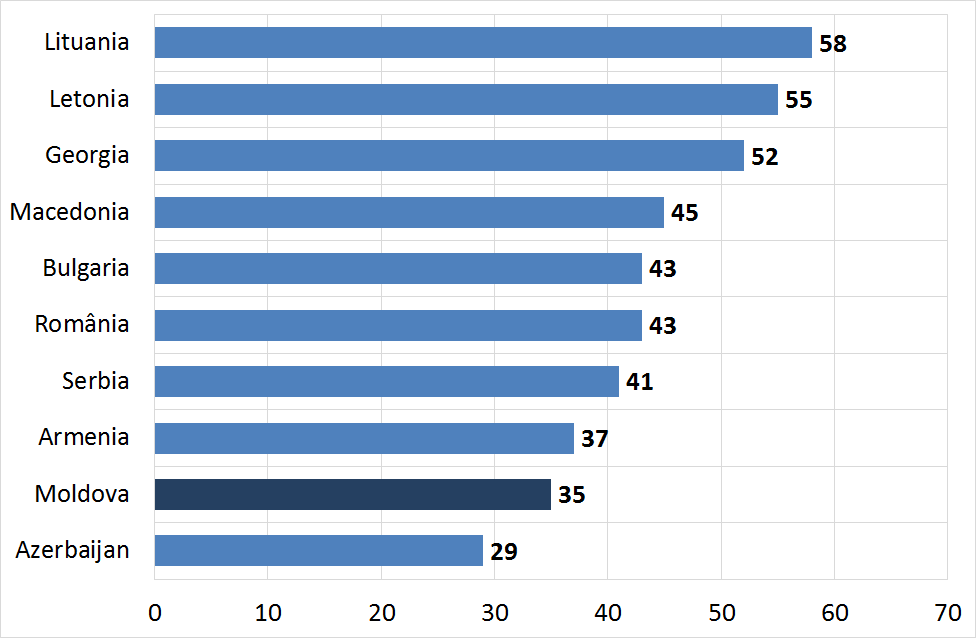 Lituania 58
Letonia 55
Georgia 52
Macedonia 45
Bulgaria 43
România 43
Serbia 41
Armenia 37
Moldova 35
Azerbaijan 29
0 10 20 30 40 50 60 70